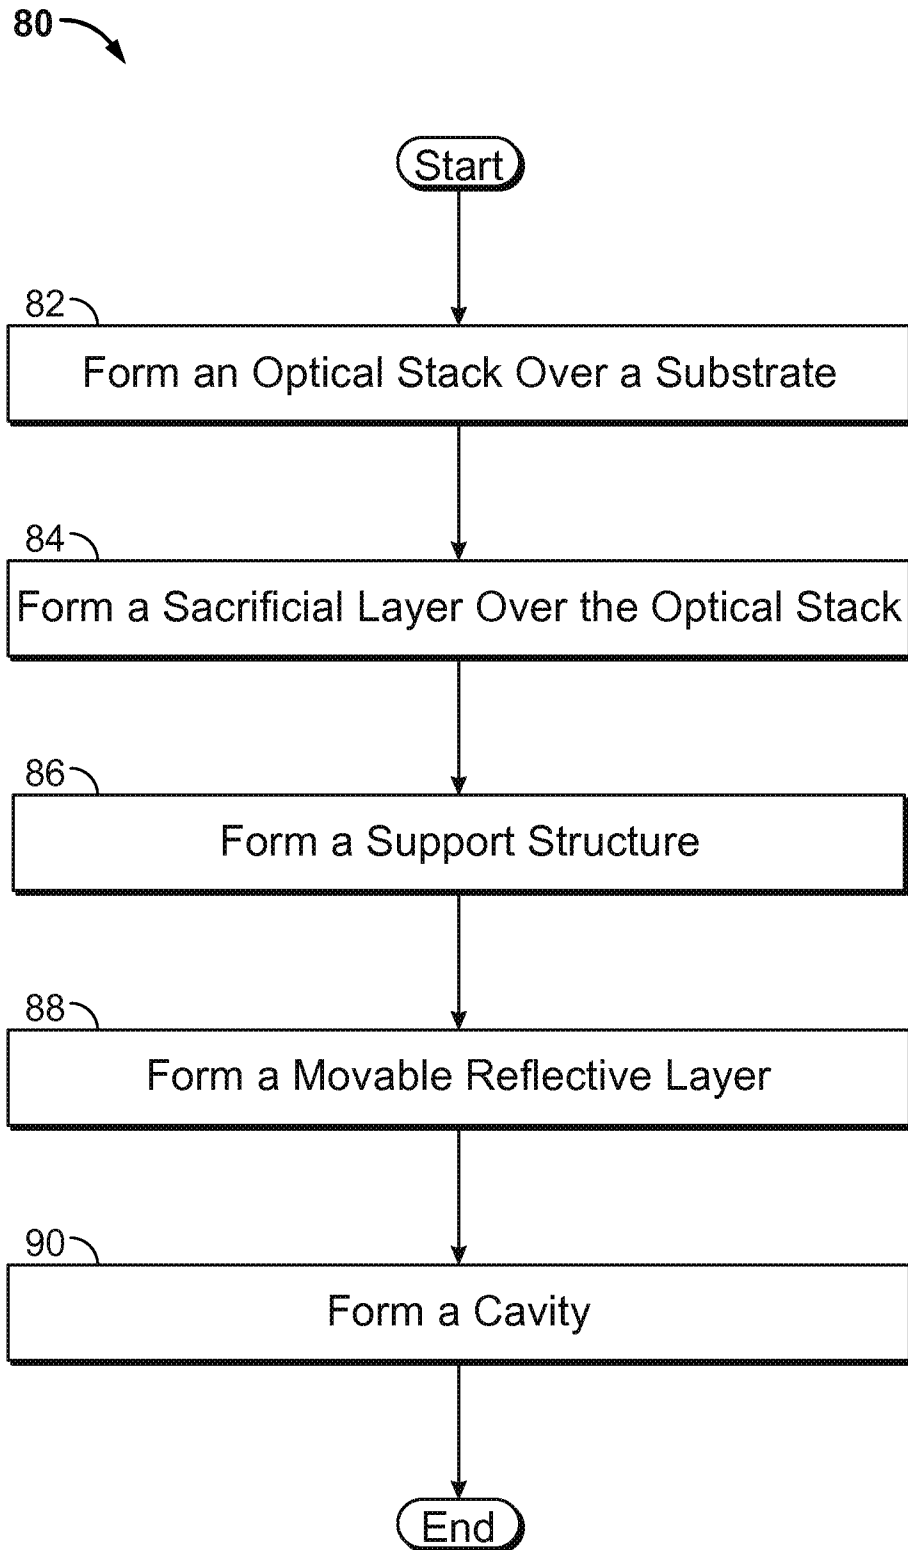 80
Start
82
Form an Optical Stack Over a Substrate
84
Form a Sacrificial Layer Over the Optical Stack
86
Form a Support Structure
88
Form a Movable Reflective Layer
90
Form a Cavity
End